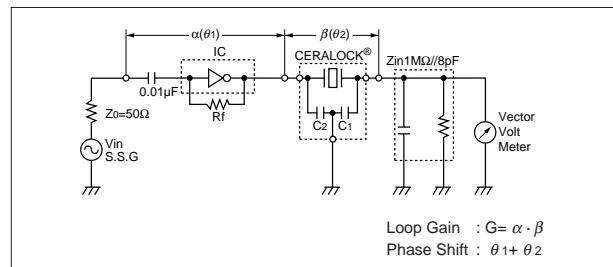 α(θ1)
β(θ2)
IC
CERALOCK®
Zin1MΩ//8pF
0.01µF
Z0=50Ω
Rf
C2
C1
Vin
S.S.G
Vector
Volt
Meter
Loop Gain : G= α · β
Phase Shift : θ1+ θ2